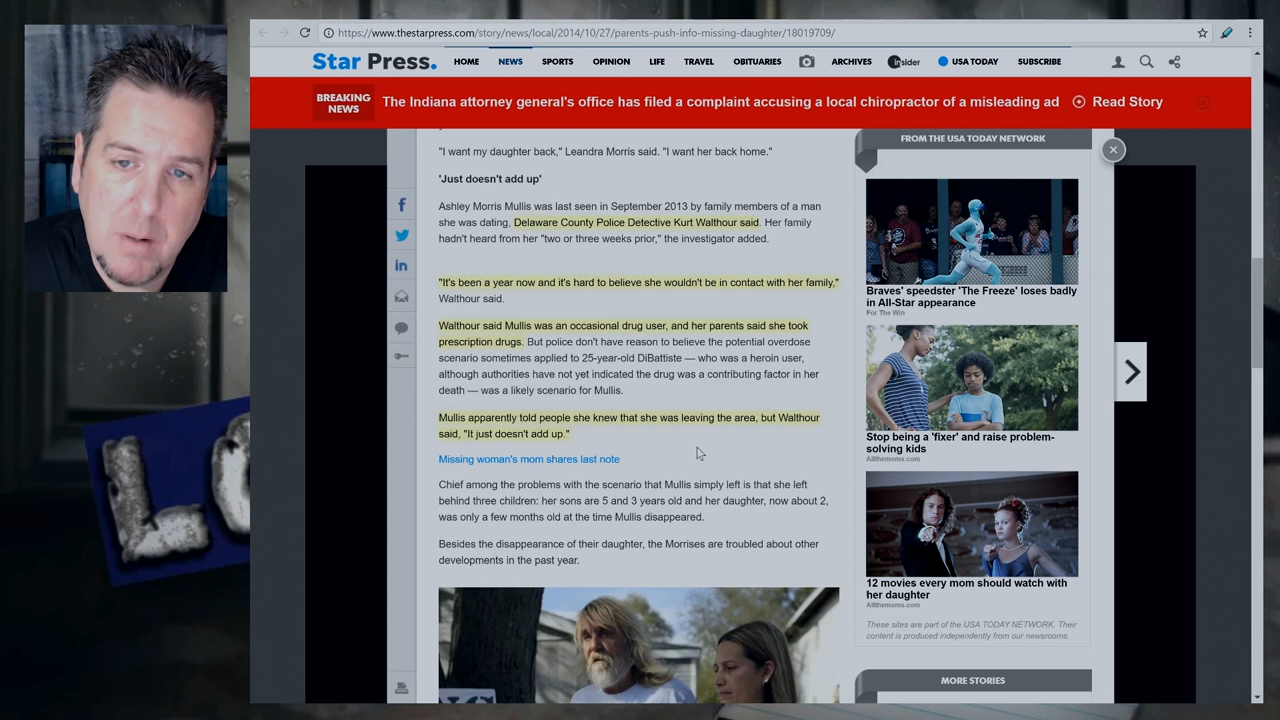 https://www.thestarpress.com/story/news/local/2014/10/27/parents-push-info-missing-daughter/18019709/
Star Press.
HOME
NEWS
SPORTS
OPINION
LIFE
TRAVEL
OBITUARIES
ARCHIVES
insider
USA TODAY
SUBSCRIBE
BREAKING
NEWS
The Indiana attorney general's office has filed a complaint accusing a local chiropractor of a misleading ad
Read Story
"I want my daughter back," Leandra Morris said. "I want her back home."
'Just doesn't add up'
Ashley Morris Mullis was last seen in September 2013 by family members of a man
she was dating, Delaware County Police Detective Kurt Walthour said. Her family
hadn't heard from her "two or three weeks prior," the investigator added.
"It's been a year now and it's hard to believe she wouldn't be in contact with her family,"
Walthour said.
Walthour said Mullis was an occasional drug user, and her parents said she took
prescription drugs. But police don't have reason to believe the potential overdose
scenario sometimes applied to 25-year-old DiBattiste — who was a heroin user,
although authorities have not yet indicated the drug was a contributing factor in her
death — was a likely scenario for Mullis.
Mullis apparently told people she knew that she was leaving the area, but Walthour
said, "It just doesn't add up."
Missing woman's mom shares last note
Chief among the problems with the scenario that Mullis simply left is that she left
behind three children: her sons are 5 and 3 years old and her daughter, now about 2,
was only a few months old at the time Mullis disappeared.
Besides the disappearance of their daughter, the Morrises are troubled about other
developments in the past year.
FROM THE USA TODAY NETWORK
Braves' speedster 'The Freeze' loses badly
in All-Star appearance
For The Win
Stop being a 'fixer' and raise problem-
solving kids
Allthemoms.com
12 movies every mom should watch with
her daughter
Allthemoms.com
These sites are part of the USA TODAY NETWORK. Their
content is produced independently from our newsrooms.
MORE STORIES